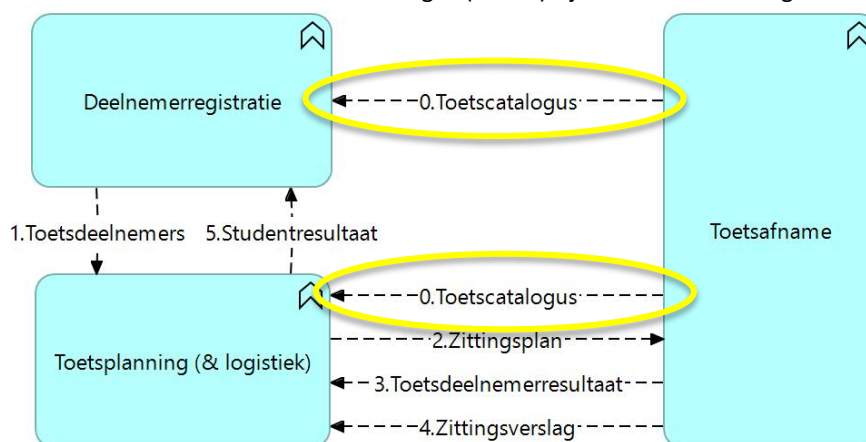 Deelnemerregistratie
0.Toetscatalogus
1.Toetsdeelnemers
5.Studentresultaat
Toetsafname
0.Toetscatalogus
2.Zittingsplan
Toetsplanning (& logistiek)
3.Toetsdeelnemerresultaat
4.Zittingsverslag